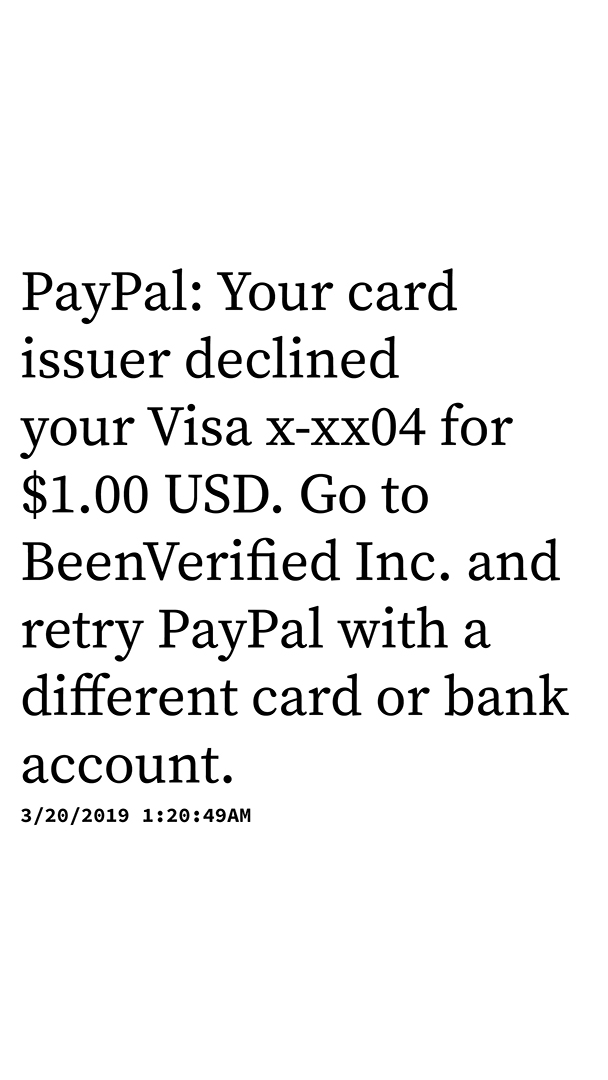 PayPal: Your card
issuer declined
your Visa x-xx04 for
$1.00 USD. Go to
BeenVerified Inc. and
retry PayPal with a
different card or bank
account.
3/20/2019 1:20:49AM